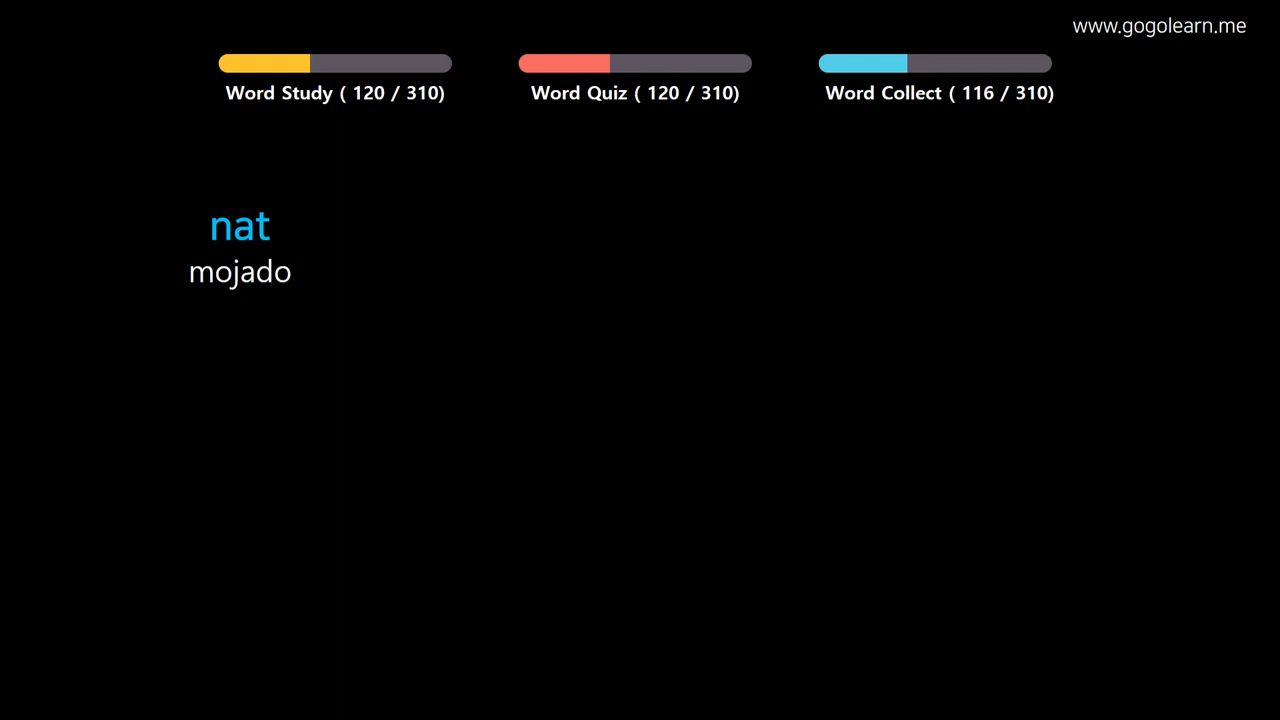 www.gogolearn.me
Word Study ( 120 / 310)
Word Quiz ( 120 / 310)
Word Collect ( 116 / 310)
nat
mojado